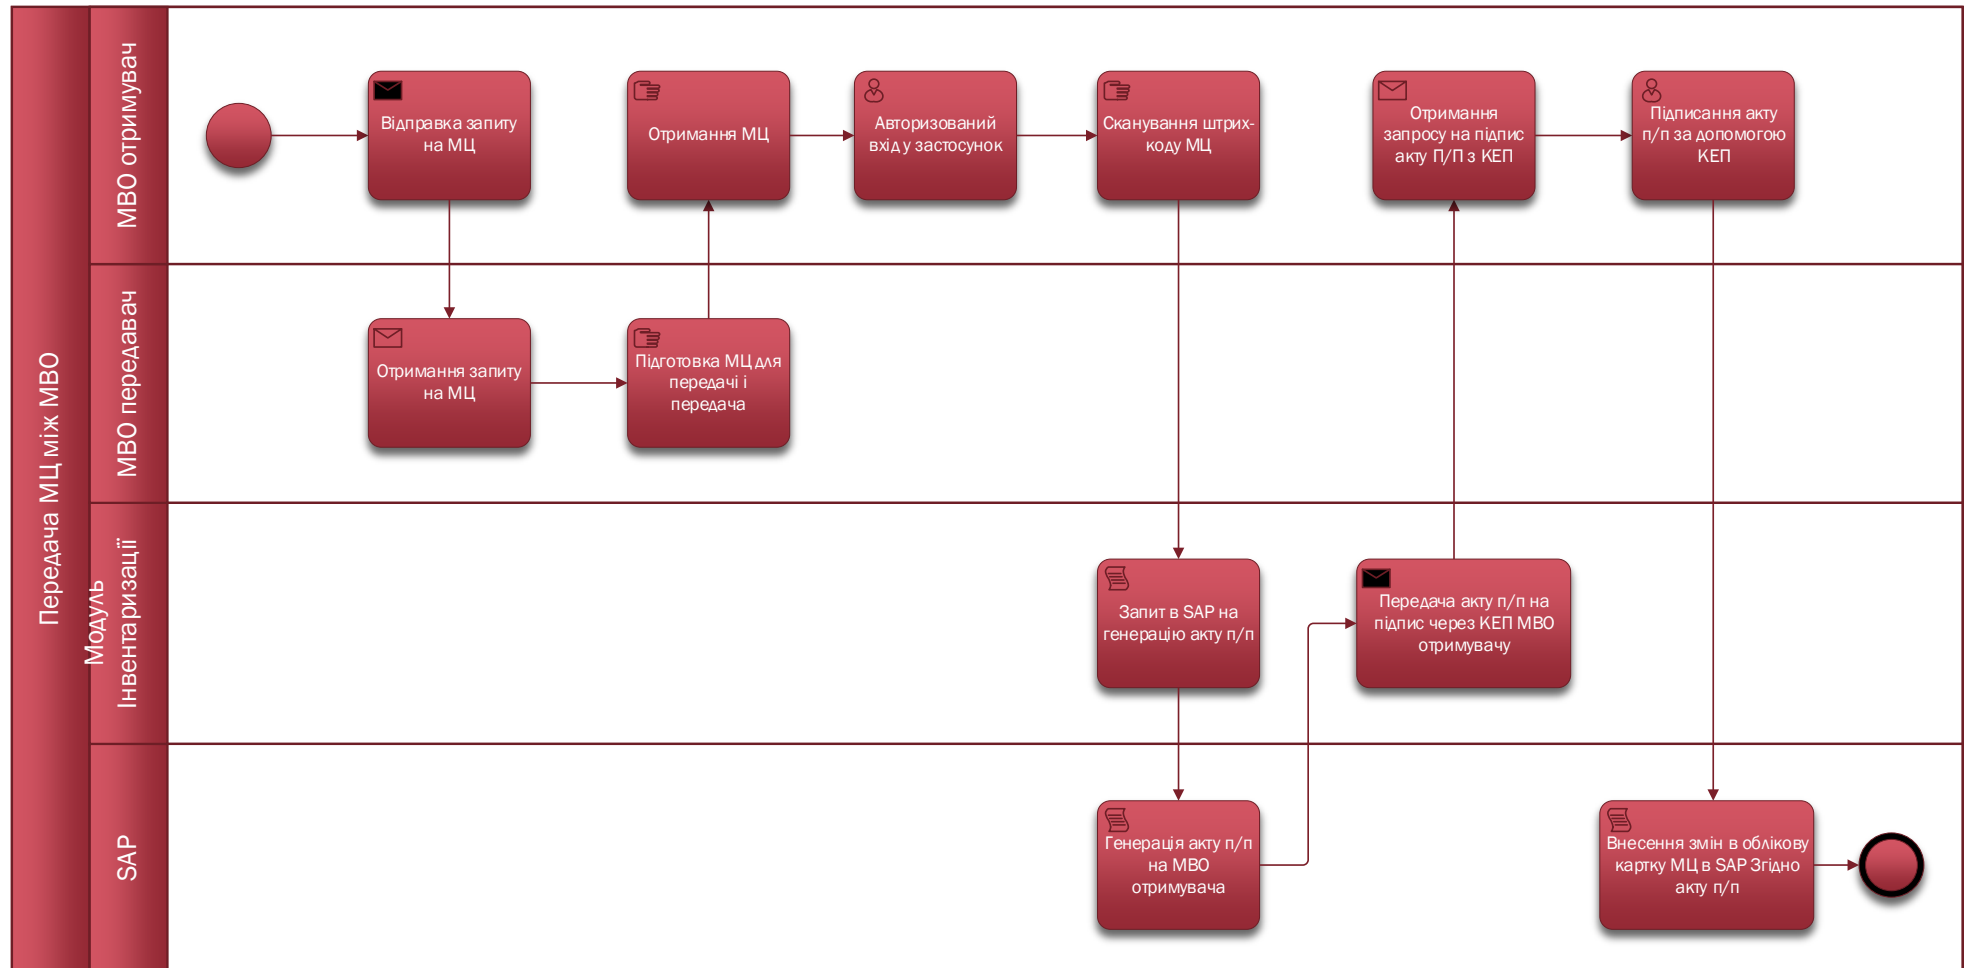 Передача МЦ між МВО
МВО отримувач
Відправка запиту
на МЦ
Отримання МЦ
Авторизований
вхід у застосунок
Сканування штрих-
коду МЦ
Отримання
запросу на підпис
акту П/П з КЕП
Підписання акту
п/п за допомогою
КЕП
МВО передавач
Отримання запиту
на МЦ
Підготовка МЦ для
передачі і
передача
Модуль
Інвентаризації
Запит в SAP на
генерацію акту п/п
Передача акту п/п на
підпис через КЕП МВО
отримувачу
SAP
Генерація акту п/п
на МВО
отримувача
Внесення змін в облікову
картку МЦ в SAP Згідно
акту п/п